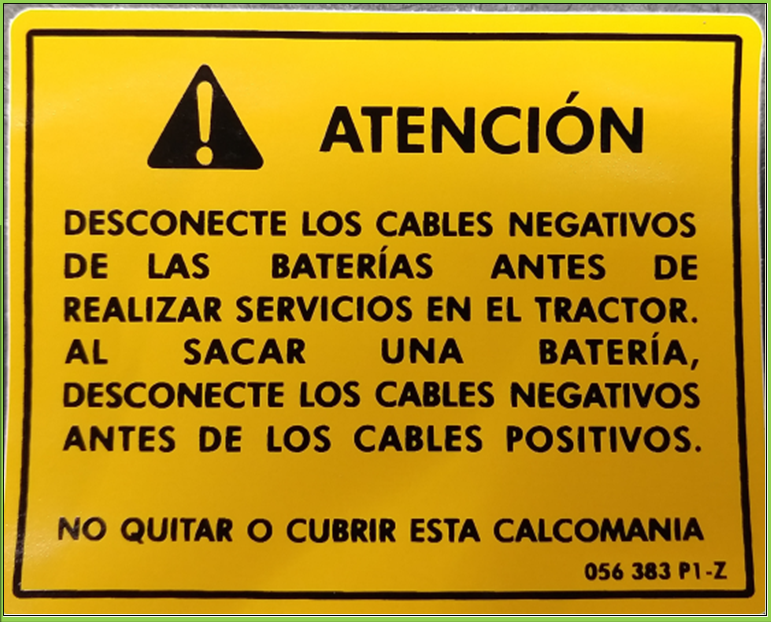 ATENCIÓN
DESCONECTE LOS CABLES NEGATIVOS
DE LAS BATERÍAS ANTES DE
REALIZAR SERVICIOS EN EL TRACTOR.
AL SACAR UNA BATERÍA,
DESCONECTE LOS CABLES NEGATIVOS
ANTES DE LOS CABLES POSITIVOS.
NO QUITAR O CUBRIR ESTA CALCOMANIA
056 383 P1-Z